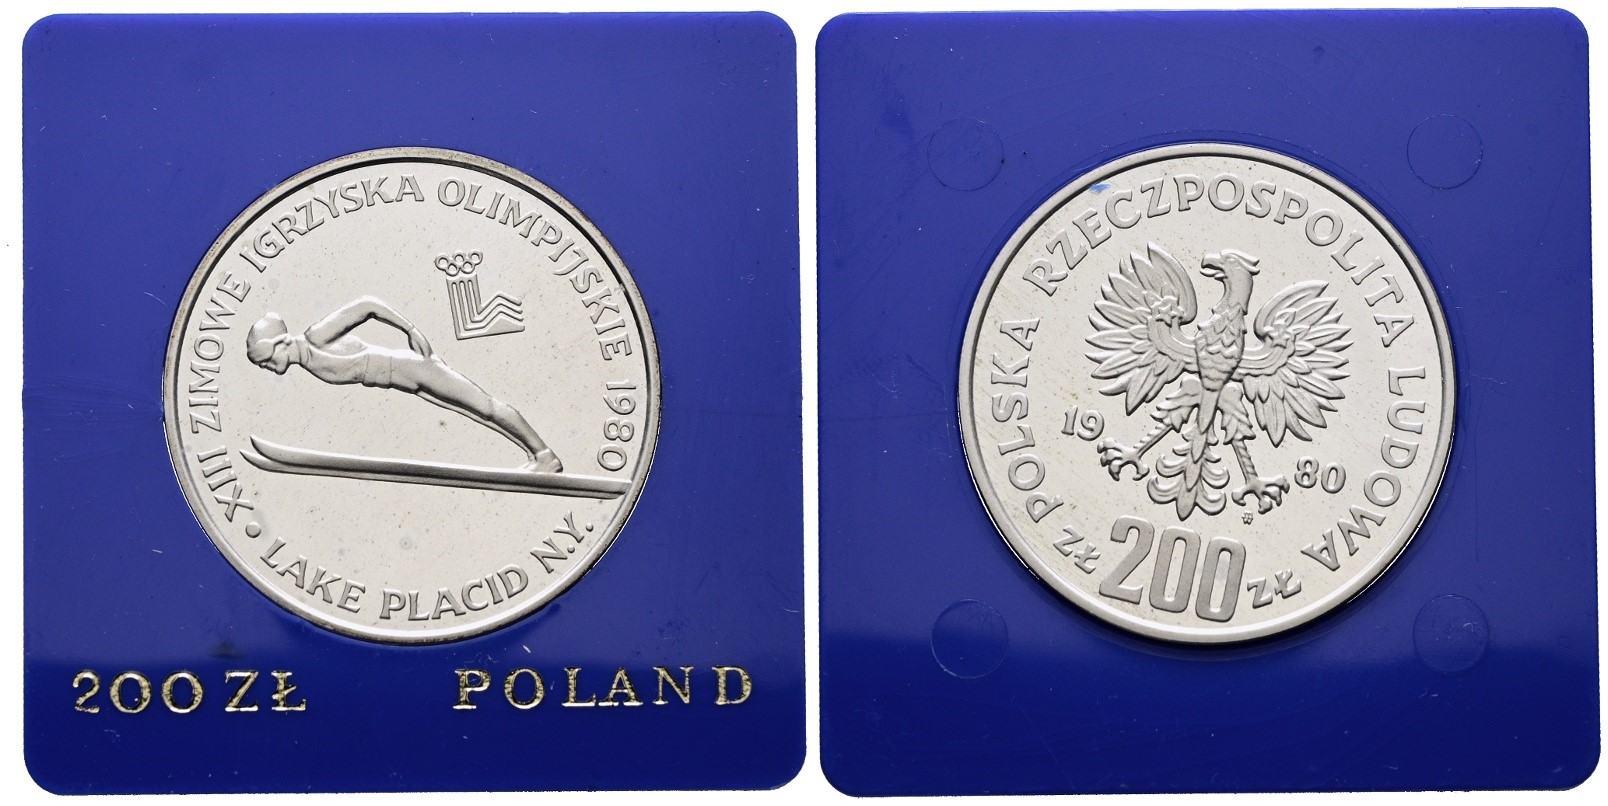 XIII ZIMOWE IGRZYSKA OLIMPIJSKIE 1980
• LAKE PLACID N.Y.
200 ZŁ POLAND
POLSKA RZECZPOSPOLITA LUDOWA
19 80
ZŁ 200 ZŁ